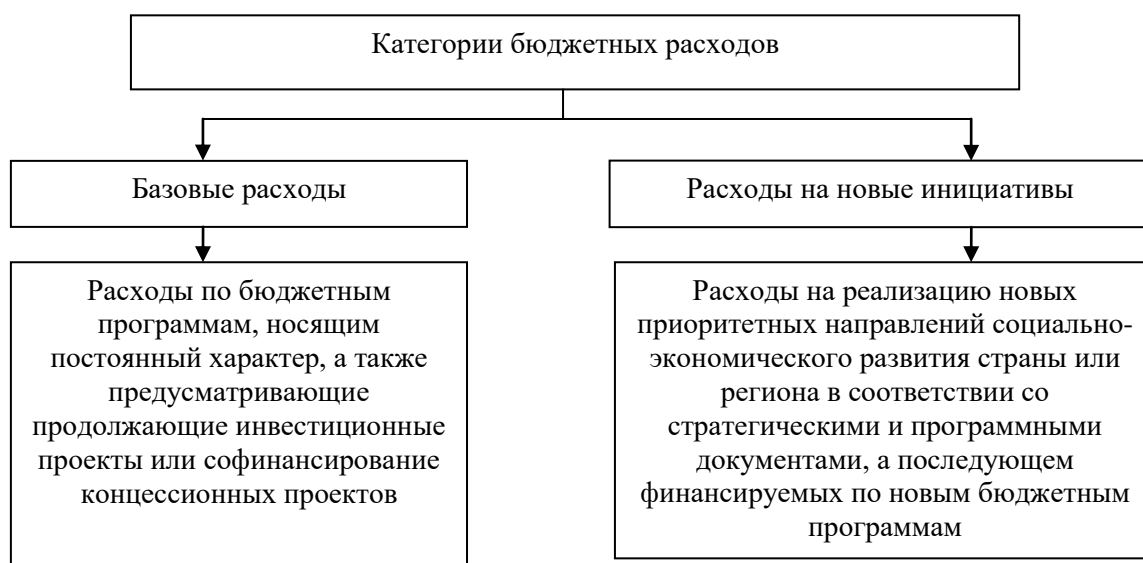 Категории бюджетных расходов
Базовые расходы
Расходы на новые инициативы
Расходы по бюджетным
программам, носящим
постоянный характер, а также
предусматривающие
продолжающие инвестиционные
проекты или софинансирование
концессионных проектов
Расходы на реализацию новых
приоритетных направлений социально-
экономического развития страны или
региона в соответствии со
стратегическими и программными
документами, а последующем
финансируемых по новым бюджетным
программам